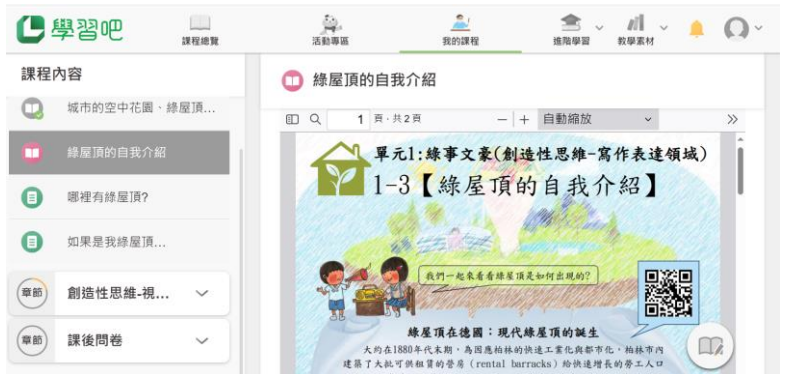 學習吧
課程總覽
活動專區
我的課程
進階學習
教學素材
課程內容
城市的空中花園、綠屋頂...
綠屋頂的自我介紹
哪裡有綠屋頂?
如果是我綠屋頂...
章節 創造性思維-視...
章節 課後問卷
綠屋頂的自我介紹
1 頁，共2頁
自動縮放
單元1:綠事文豪(創造性思維-寫作表達領域)
1-3【綠屋頂的自我介紹】
我們一起來看看綠屋頂是如何出現的?
綠屋頂在德國：現代綠屋頂的誕生
大約在1880年代末期，為因應柏林的快速工業化與都市化，柏林市內
建築了大批可供租賃的營房 (rental barracks) 給快速增長的勞工人口